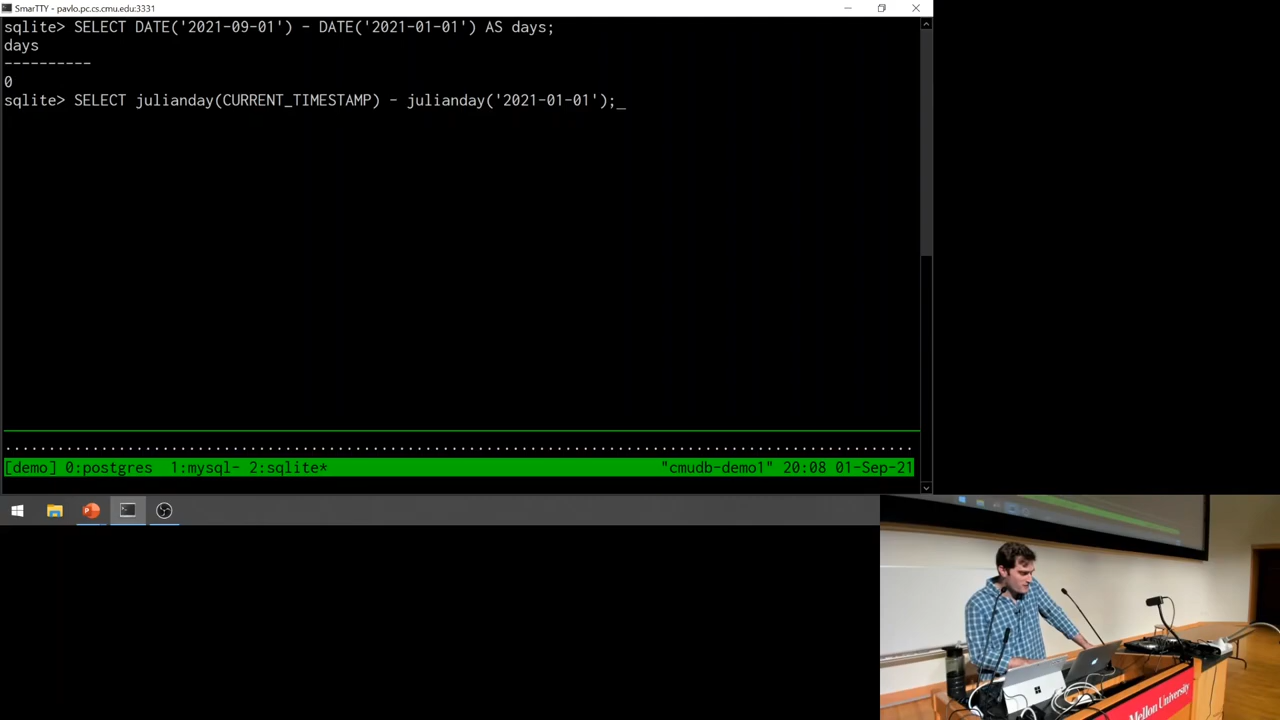 SmarTTY - pavlo.pc.cs.cmu.edu:3331
sqlite> SELECT DATE('2021-09-01') - DATE('2021-01-01') AS days;
days
----------
0
sqlite> SELECT julianday(CURRENT_TIMESTAMP) - julianday('2021-01-01');_
[demo] 0:postgres  1:mysql- 2:sqlite*    "cmudb-demo1" 20:08 01-Sep-21
Mellon University